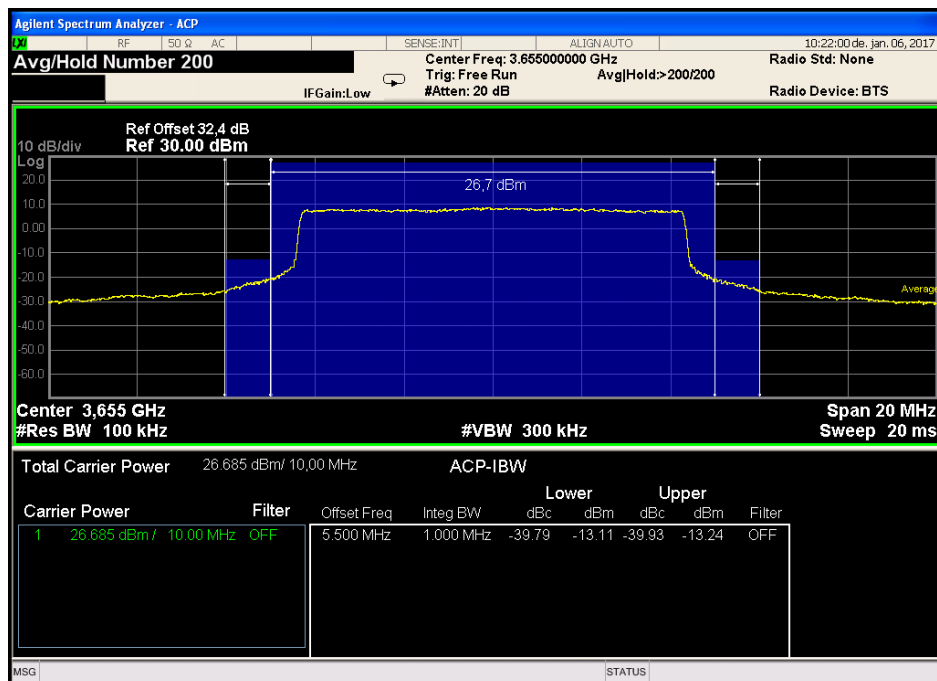 Agilent Spectrum Analyzer - ACP
LXI RF 50 Ω AC SENSE:INT ALIGN AUTO 10:22:00 de. jan. 06, 2017
Avg/Hold Number 200
Center Freq: 3.655000000 GHz Radio Std: None
Trig: Free Run Avg|Hold:>200/200
IFGain:Low #Atten: 20 dB Radio Device: BTS
Ref Offset 32,4 dB
10 dB/div Ref 30.00 dBm
Log
20.0
26,7 dBm
10.0
0.00
-10.0
-20.0
Average
-30.0
-40.0
-50.0
-60.0
Center 3,655 GHz Span 20 MHz
#Res BW 100 kHz #VBW 300 kHz Sweep 20 ms
Total Carrier Power 26.685 dBm/ 10,00 MHz ACP-IBW
Lower Upper
Carrier Power Filter Offset Freq Integ BW dBc dBm dBc dBm Filter
1 26.685 dBm / 10.00 MHz OFF 5.500 MHz 1.000 MHz -39.79 -13.11 -39.93 -13.24 OFF
MSG STATUS